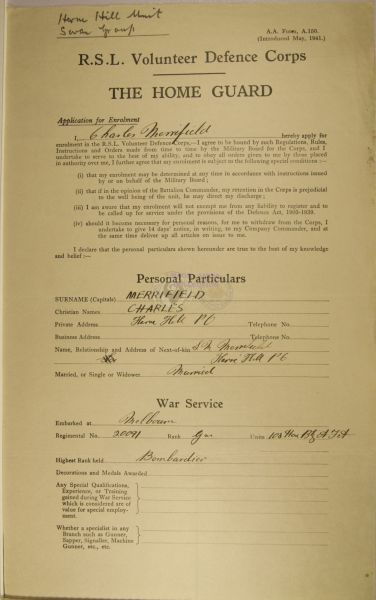 Herne Hill Unit
Swan Group
A.A. Form, A.150.
(Introduced May, 1941.)
R.S.L. Volunteer Defence Corps
THE HOME GUARD
Application for Enrolment
I, Charles Merrifield hereby apply for
enrolment in the R.S.L. Volunteer Defence Corps,—I agree to be bound by such Regulations, Rules,
Instructions and Orders made from time to time by the Military Board for the Corps, and I
undertake to serve to the best of my ability, and to obey all orders given to me by those placed
in authority over me, I further agree that my enrolment is subject to the following special conditions:—
(i) that my enrolment may be determined at any time in accordance with instructions issued
by or on behalf of the Military Board;
(ii) that if in the opinion of the Battalion Commander, my retention in the Corps is prejudicial
to the well being of the unit, he may direct my discharge;
(iii) I am aware that my enrolment will not exempt me from any liability to register and to
be called up for service under the provisions of the Defence Act, 1903-1939.
(iv) should it become necessary for personal reasons, for me to withdraw from the Corps, I
undertake to give 14 days' notice, in writing, to my Company Commander, and at
the same time deliver up all articles on issue to me.
I declare that the personal particulars shown hereunder are true to the best of my knowledge
and belief:—
Personal Particulars
SURNAME (Capitals) MERRIFIELD
Christian Names CHARLES
Private Address Herne Hill PO Telephone No.
Business Address Telephone No.
Name, Relationship and Address of Next-of-kin Merrifield
Herne Hill PO
Married, or Single or Widower Married
War Service
Embarked at Melbourn
Regimental No. 20091 Rank Gnr Units 108 How Bty A.F.A
Highest Rank held Bombardier
Decorations and Medals Awarded
Any Special Qualifications,
Experience, or Training
gained during War Service
which is considered are of
value for special employ-
ment.
Whether a specialist in any
Branch such as Gunner,
Sapper, Signaller, Machine
Gunner, etc., etc.